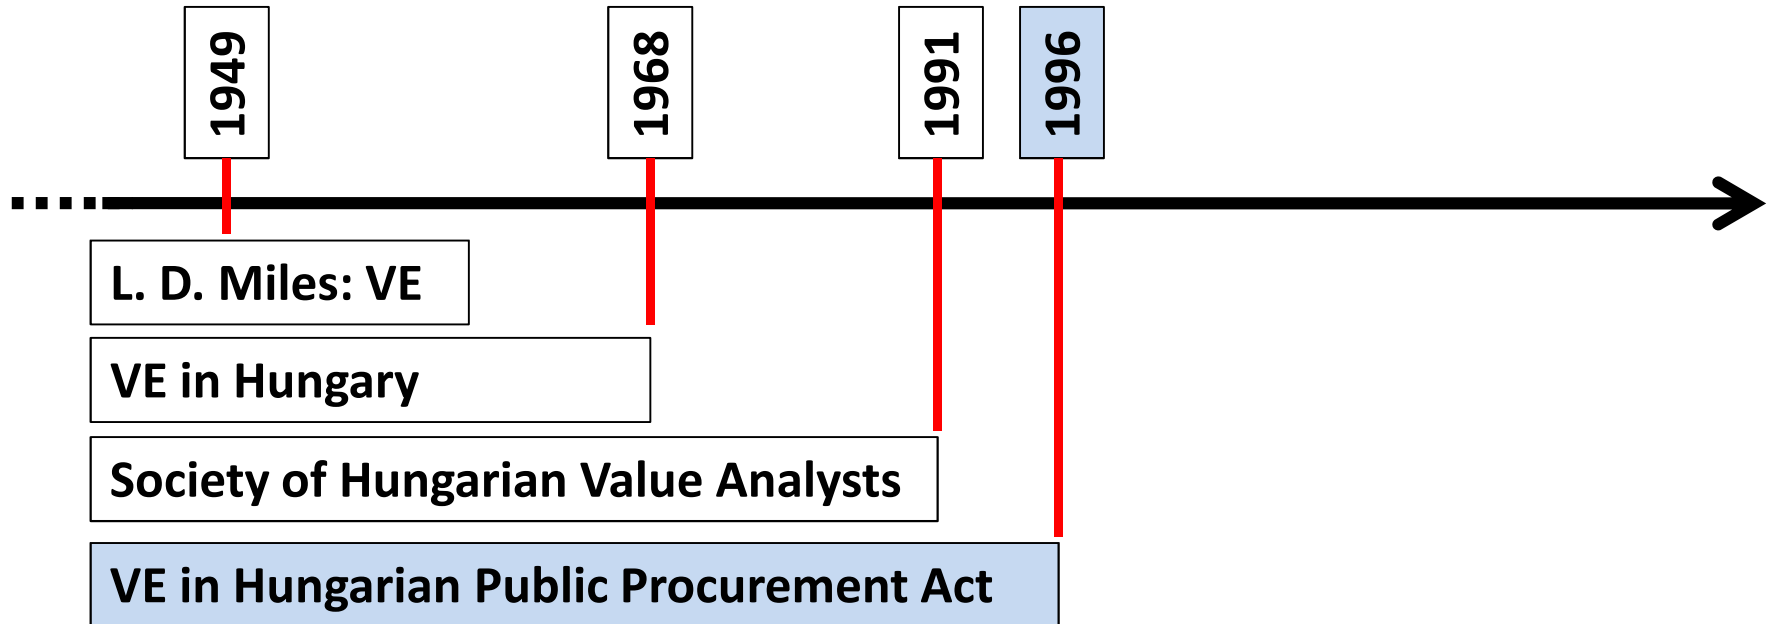 1949
1968
1991
1996
L. D. Miles: VE
VE in Hungary
Society of Hungarian Value Analysts
VE in Hungarian Public Procurement Act